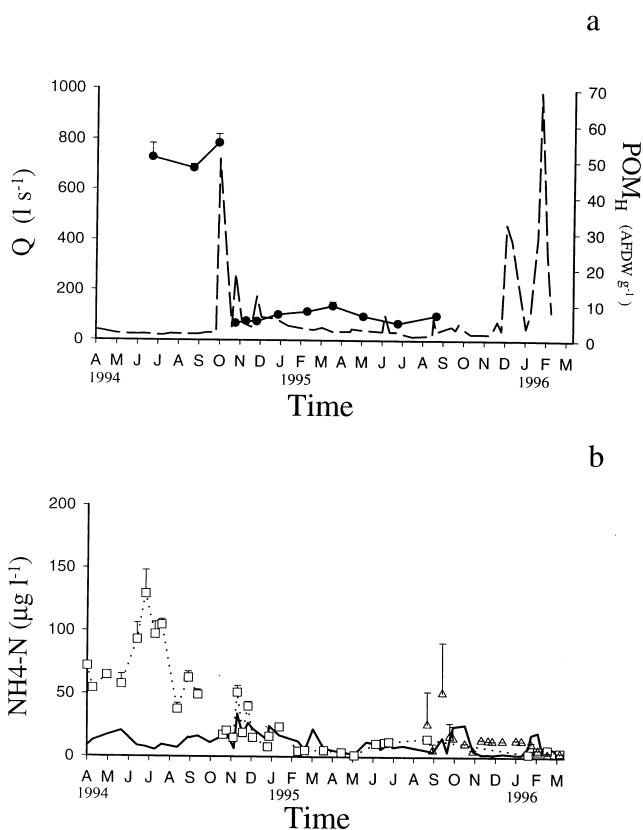 a
1000
800
600
400
200
0
Q (l s-1)
70
60
50
40
30
20
10
0
POMH (AFDW g-1)
A M J J A S O N D J F M A M J J A S O N D J F M
1994 1995 1996
Time
b
200
150
100
50
0
NH4-N (µg l-1)
A M J J A S O N D J F M A M J J A S O N D J F M
1994 1995 1996
Time